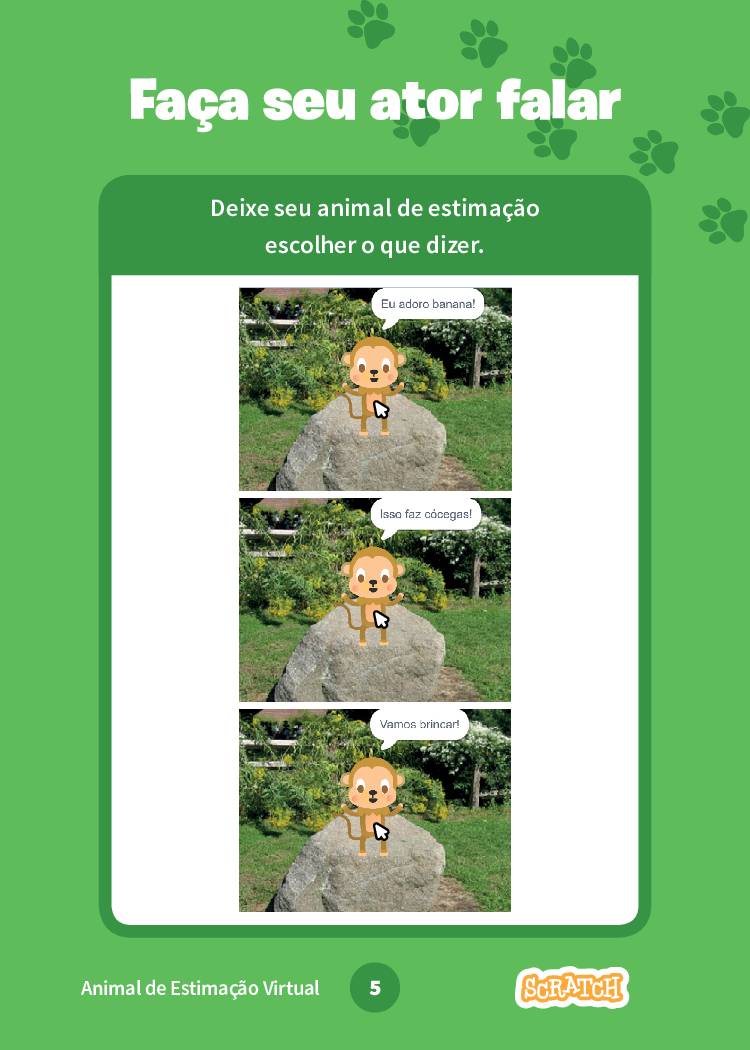 Faça seu ator falar
Deixe seu animal de estimação
escolher o que dizer.
Eu adoro banana!
Isso faz cócegas!
Vamos brincar!
Animal de Estimação Virtual
5
SCRATCH